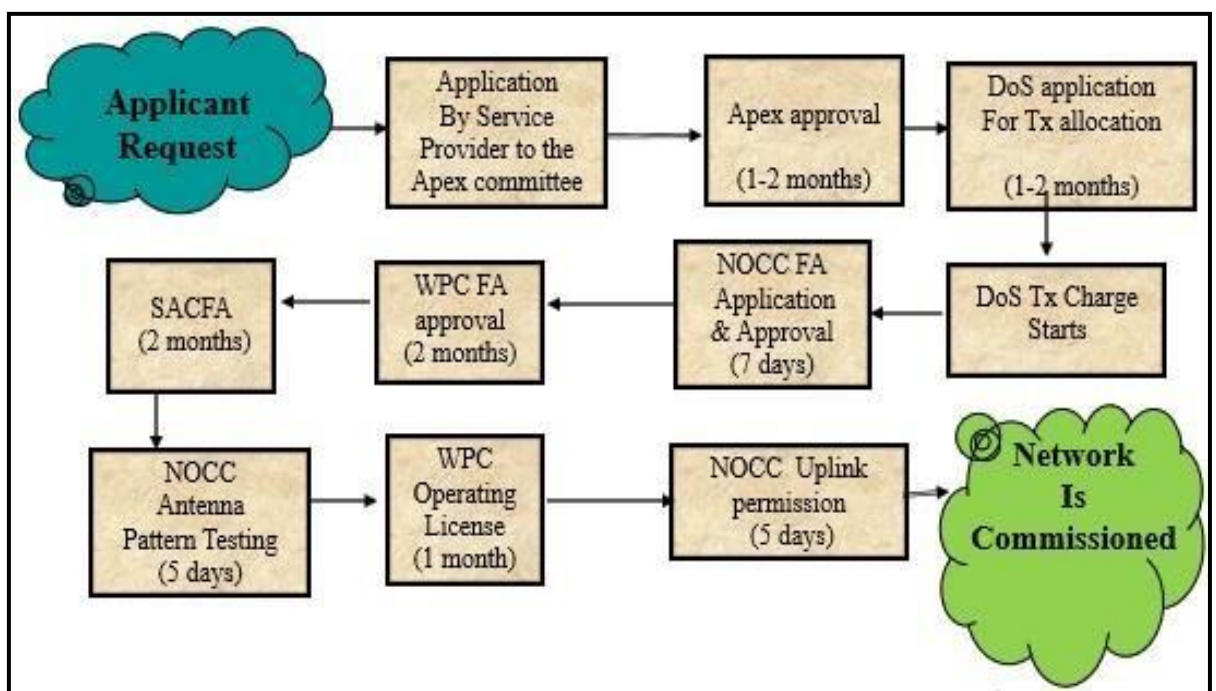 Applicant
Request
Application
By Service
Provider to the
Apex committee
Apex approval
(1-2 months)
DoS application
For Tx allocation
(1-2 months)
DoS Tx Charge
Starts
NOCC FA
Application
& Approval
(7 days)
WPC FA
approval
(2 months)
SACFA
(2 months)
NOCC
Antenna
Pattern Testing
(5 days)
WPC
Operating
License
(1 month)
NOCC Uplink
permission
(5 days)
Network
Is
Commissioned